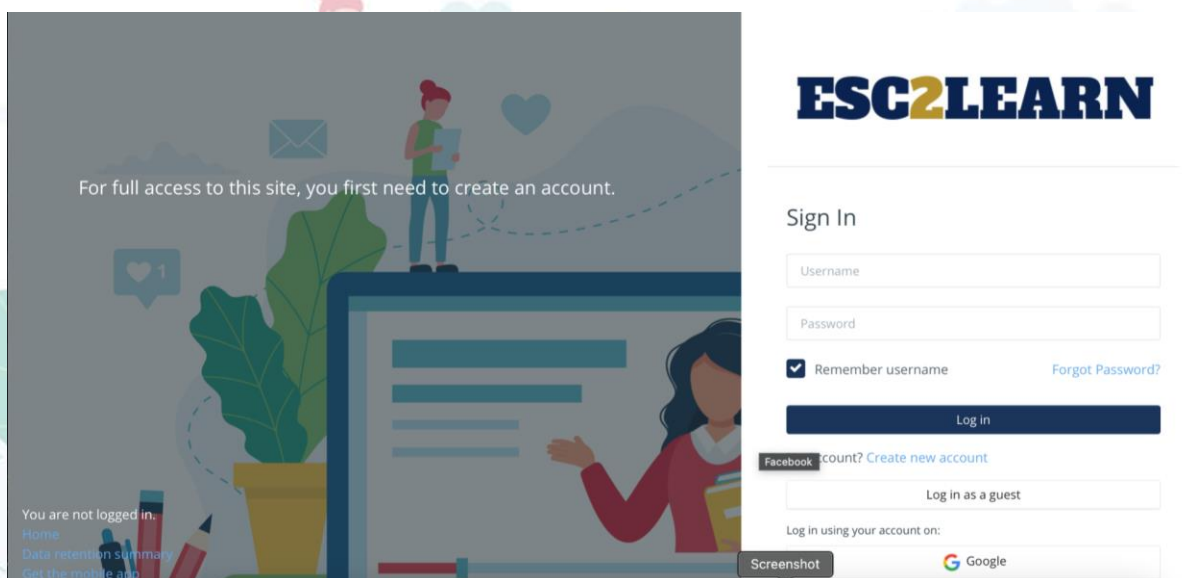 For full access to this site, you first need to create an account.
1
You are not logged in.
Home
Data retention summary
Get the mobile app
ESC2LEARN
Sign In
Username
Password
Remember username
Forgot Password?
Log in
Facebook
count? Create new account
Log in as a guest
Log in using your account on:
Google
Screenshot